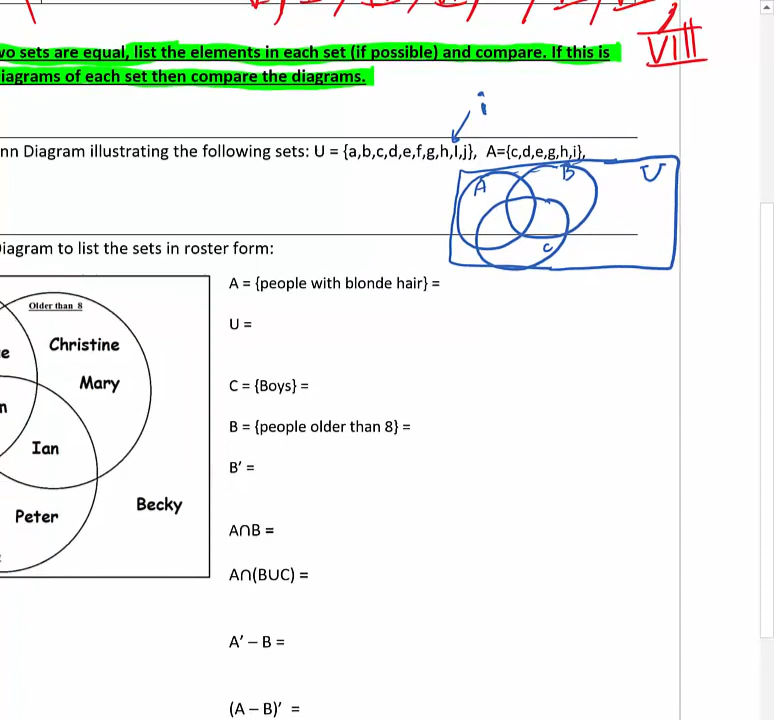 VIII
wo sets are equal, list the elements in each set (if possible) and compare. If this is
iagrams of each set then compare the diagrams.
i
nn Diagram illustrating the following sets: U = {a,b,c,d,e,f,g,h,I,j}, A={c,d,e,g,h,j},
A B U
C
iagram to list the sets in roster form:
A = {people with blonde hair} =
Older than 8
U =
Christine
e
Mary
C = {Boys} =
n
B = {people older than 8} =
Ian
B′ =
Becky
Peter
A∩B =
A∩(B∪C) =
A′ – B =
(A – B)′ =